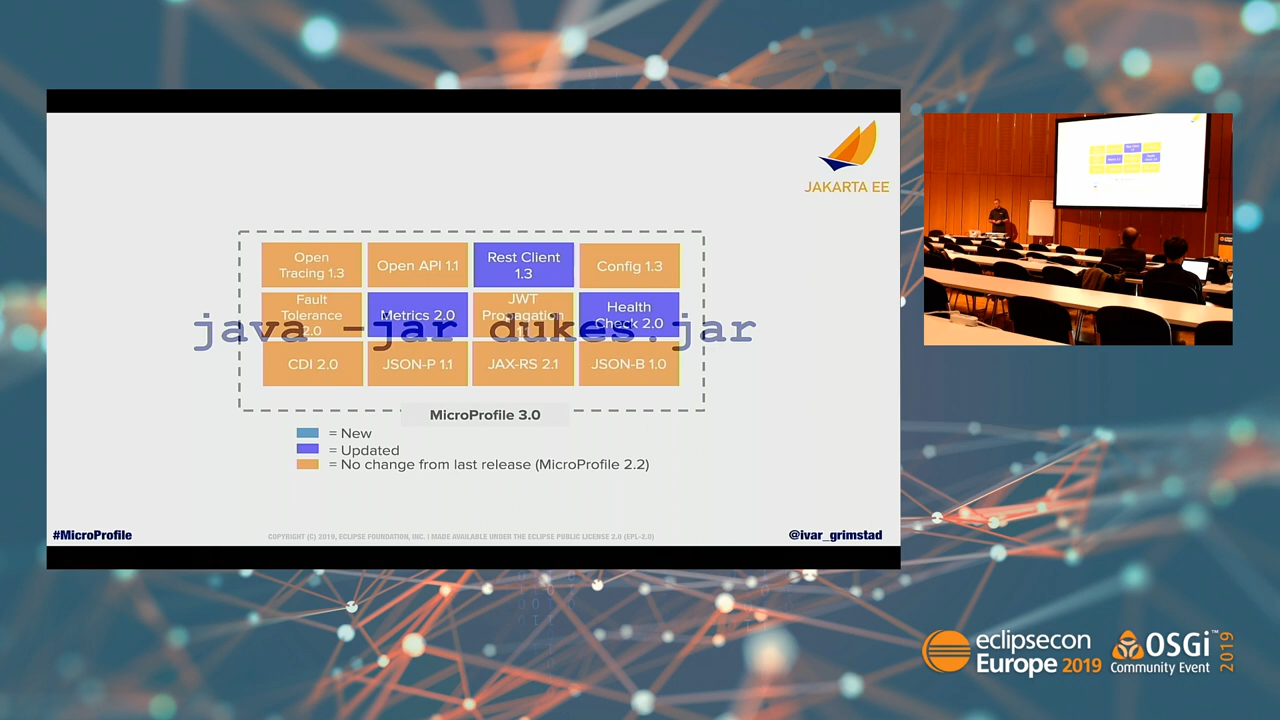 JAKARTA EE
Open
Tracing 1.3
Open API 1.1
Rest Client
1.3
Config 1.3
Fault
Tolerance
2.0
Metrics 2.0
JWT
Propagation
Health
Check 2.0
java -jar dukes.jar
CDI 2.0
JSON-P 1.1
JAX-RS 2.1
JSON-B 1.0
MicroProfile 3.0
= New
= Updated
= No change from last release (MicroProfile 2.2)
#MicroProfile
COPYRIGHT (C) 2019, ECLIPSE FOUNDATION, INC. | MADE AVAILABLE UNDER THE ECLIPSE PUBLIC LICENSE 2.0 (EPL-2.0)
@ivar_grimstad
eclipsecon
Europe 2019
OSGi™
Community Event
2019